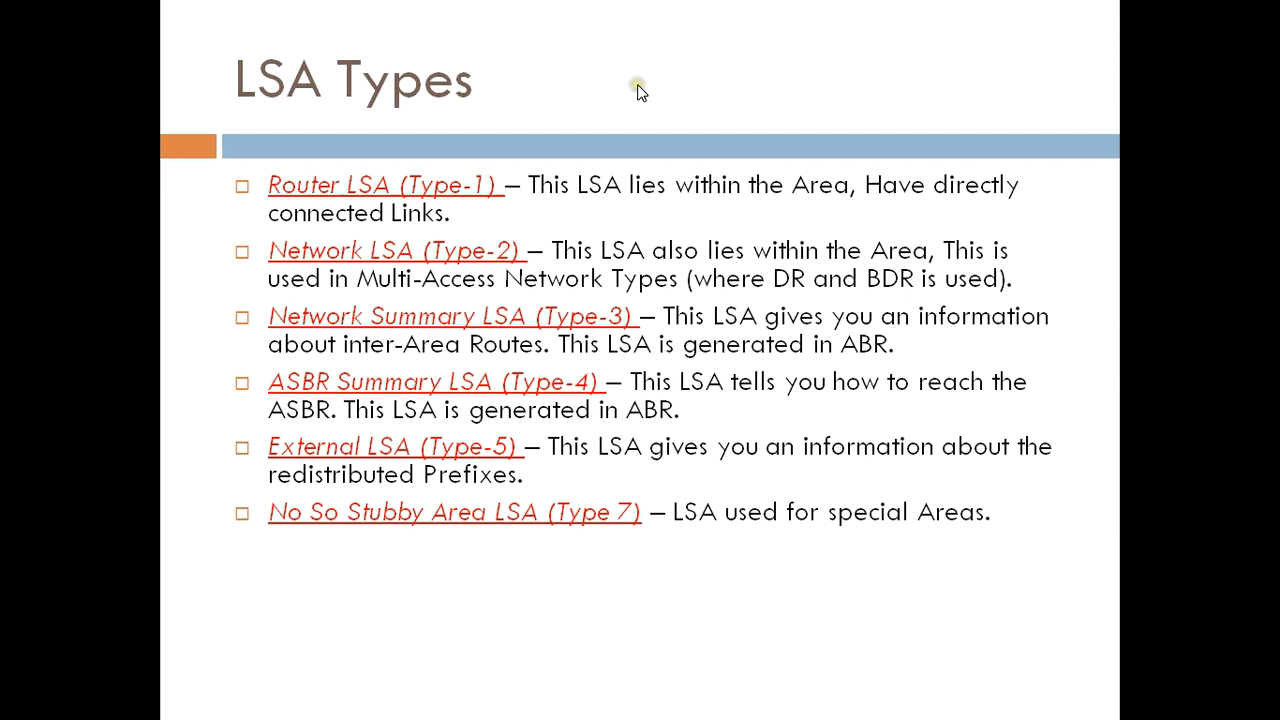 LSA Types
Router LSA (Type-1) – This LSA lies within the Area, Have directly
connected Links.
Network LSA (Type-2) – This LSA also lies within the Area, This is
used in Multi-Access Network Types (where DR and BDR is used).
Network Summary LSA (Type-3) – This LSA gives you an information
about inter-Area Routes. This LSA is generated in ABR.
ASBR Summary LSA (Type-4) – This LSA tells you how to reach the
ASBR. This LSA is generated in ABR.
External LSA (Type-5) – This LSA gives you an information about the
redistributed Prefixes.
No So Stubby Area LSA (Type 7) – LSA used for special Areas.